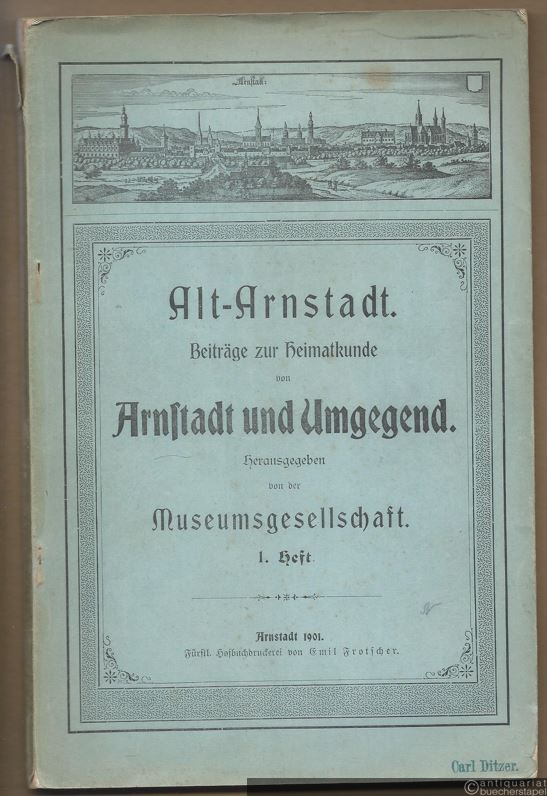 Arnstatt:
Alt-Arnstadt.
Beiträge zur Heimatkunde
von
Arnſtadt und Umgegend.
Herausgegeben
von der
Museumsgesellschaft.
1. Heft.
Arnstadt 1901.
Fürstl. Hofbuchdruckerei von Emil Frotscher.
Carl Ditzer.
©antiquariat
buecherstapel